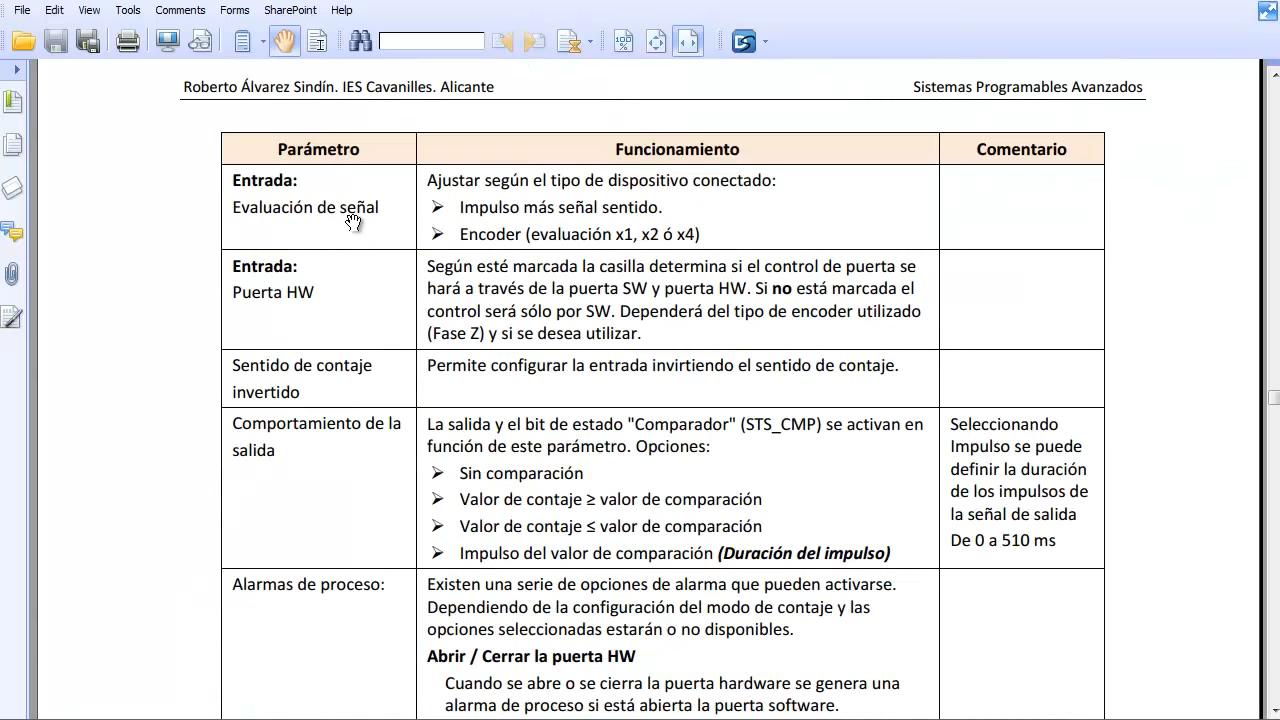 File Edit View Tools Comments Forms SharePoint Help
Roberto Álvarez Sindín. IES Cavanilles. Alicante
Sistemas Programables Avanzados
Parámetro
Funcionamiento
Comentario
Entrada:
Evaluación de señal
Ajustar según el tipo de dispositivo conectado:
Impulso más señal sentido.
Encoder (evaluación x1, x2 ó x4)
Entrada:
Puerta HW
Según esté marcada la casilla determina si el control de puerta se
hará a través de la puerta SW y puerta HW. Si no está marcada el
control será sólo por SW. Dependerá del tipo de encoder utilizado
(Fase Z) y si se desea utilizar.
Sentido de contaje
invertido
Permite configurar la entrada invirtiendo el sentido de contaje.
Comportamiento de la
salida
La salida y el bit de estado "Comparador" (STS_CMP) se activan en
función de este parámetro. Opciones:
Sin comparación
Valor de contaje ≥ valor de comparación
Valor de contaje ≤ valor de comparación
Impulso del valor de comparación (Duración del impulso)
Seleccionando
Impulso se puede
definir la duración
de los impulsos de
la señal de salida
De 0 a 510 ms
Alarmas de proceso:
Existen una serie de opciones de alarma que pueden activarse.
Dependiendo de la configuración del modo de contaje y las
opciones seleccionadas estarán o no disponibles.
Abrir / Cerrar la puerta HW
Cuando se abre o se cierra la puerta hardware se genera una
alarma de proceso si está abierta la puerta software.